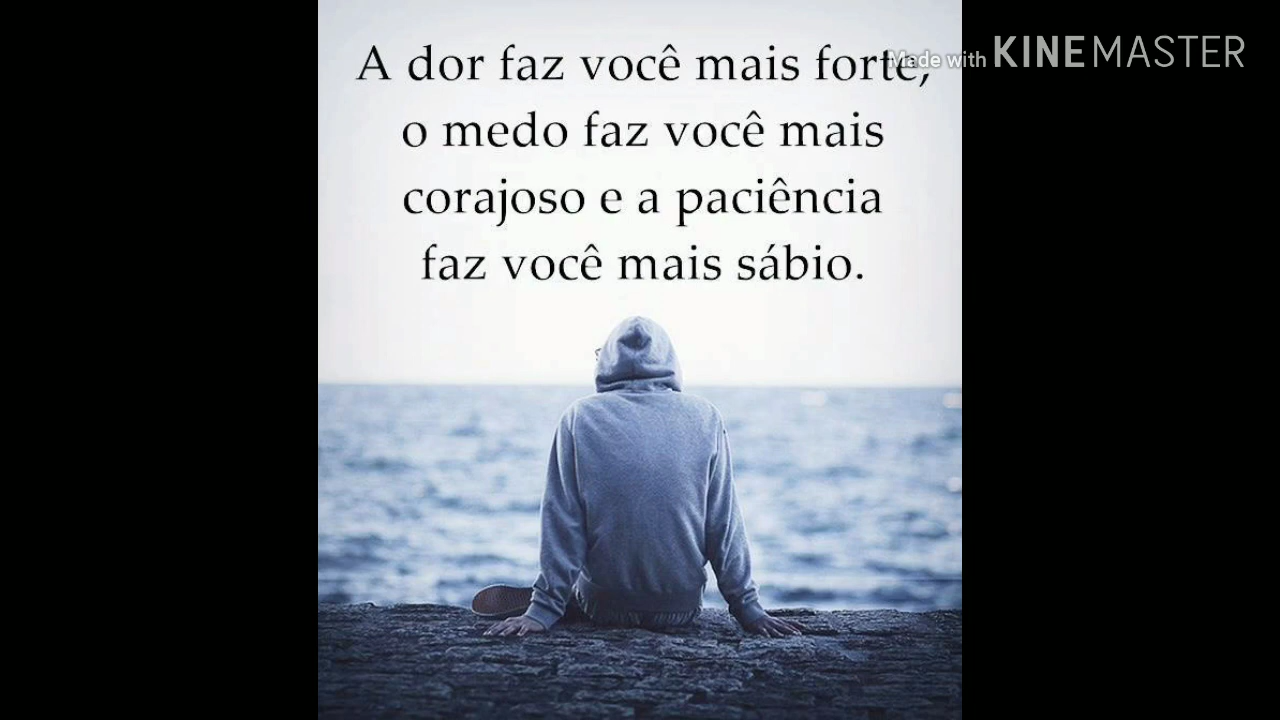 A dor faz você mais forte,
o medo faz você mais
corajoso e a paciência
faz você mais sábio.
Made with KINEMASTER